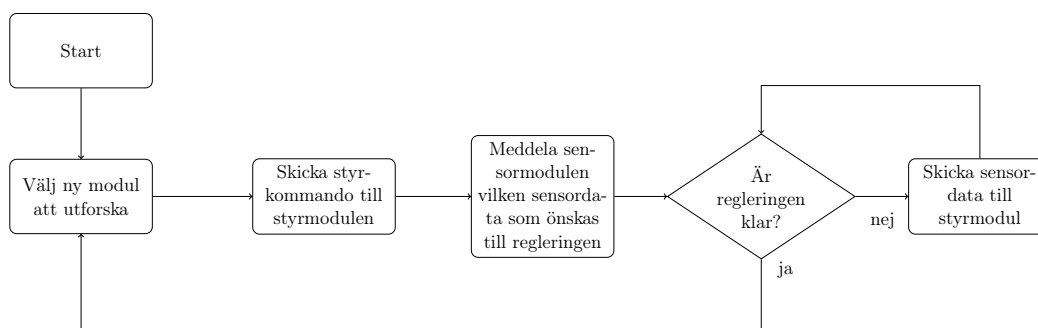 Start
Välj ny modul
att utforska
Skicka styr-
kommando till
styrmodulen
Meddela sen-
sormodulen
vilken sensorda-
ta som önskas
till regleringen
Är
regleringen
klar?
nej
ja
Skicka sensor-
data till
styrmodul